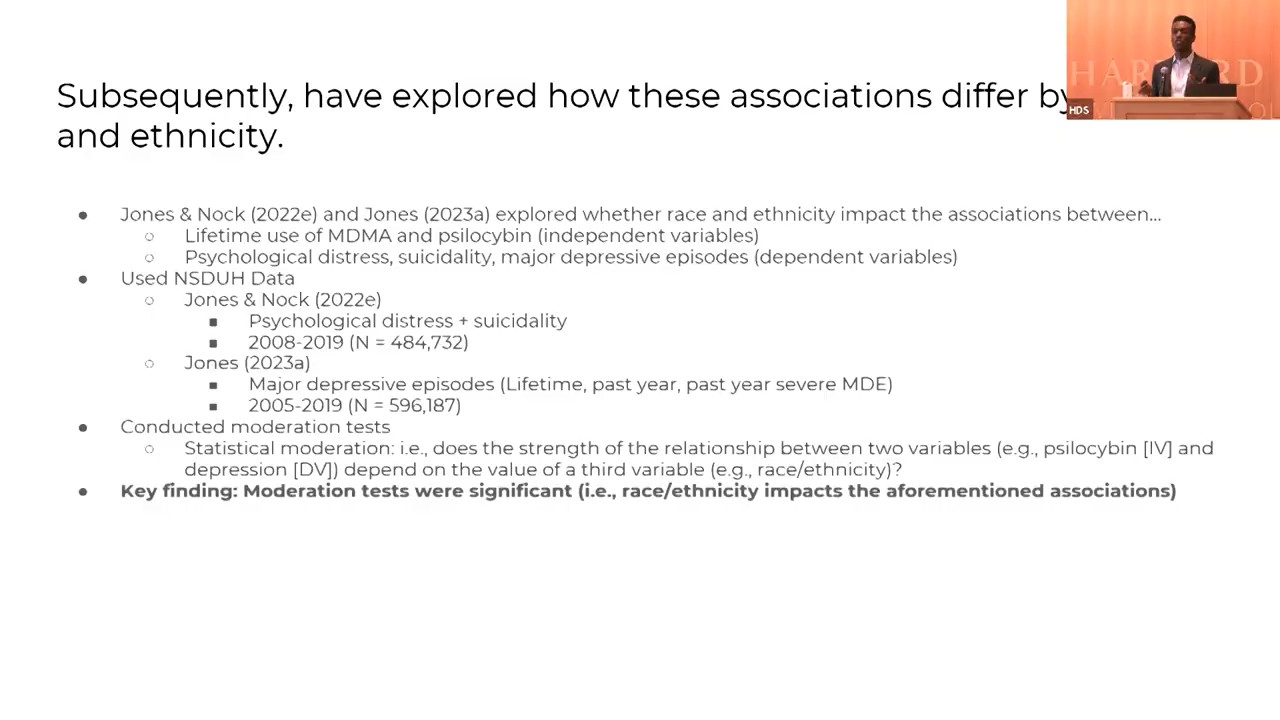 Subsequently, have explored how these associations differ by
and ethnicity.
HARVARD
HDS
● Jones & Nock (2022e) and Jones (2023a) explored whether race and ethnicity impact the associations between...
○ Lifetime use of MDMA and psilocybin (independent variables)
○ Psychological distress, suicidality, major depressive episodes (dependent variables)
● Used NSDUH Data
○ Jones & Nock (2022e)
■ Psychological distress + suicidality
■ 2008-2019 (N = 484,732)
○ Jones (2023a)
■ Major depressive episodes (Lifetime, past year, past year severe MDE)
■ 2005-2019 (N = 596,187)
● Conducted moderation tests
○ Statistical moderation: i.e., does the strength of the relationship between two variables (e.g., psilocybin [IV] and
depression [DV]) depend on the value of a third variable (e.g., race/ethnicity)?
● Key finding: Moderation tests were significant (i.e., race/ethnicity impacts the aforementioned associations)